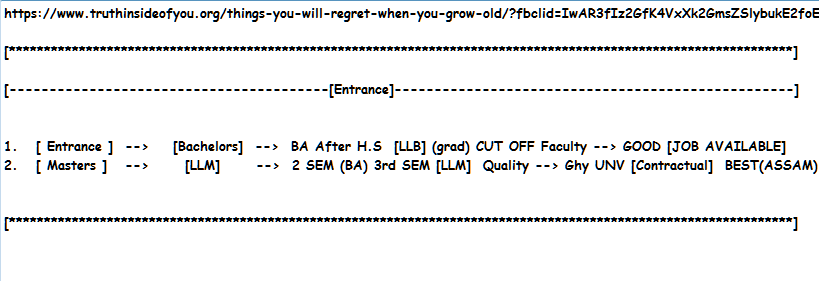 https://www.truthinsideofyou.org/things-you-will-regret-when-you-grow-old/?fbclid=IwAR3fIz2GfK4VxXk2GmsZSlybukE2foE
[**************************************************************************************************************]
[----------------------------------------[Entrance]--------------------------------------------------]
1. [ Entrance ] --> [Bachelors] --> BA After H.S [LLB] (grad) CUT OFF Faculty --> GOOD [JOB AVAILABLE]
2. [ Masters ] --> [LLM] --> 2 SEM (BA) 3rd SEM [LLM] Quality --> Ghy UNV [Contractual] BEST(ASSAM)
[**************************************************************************************************************]